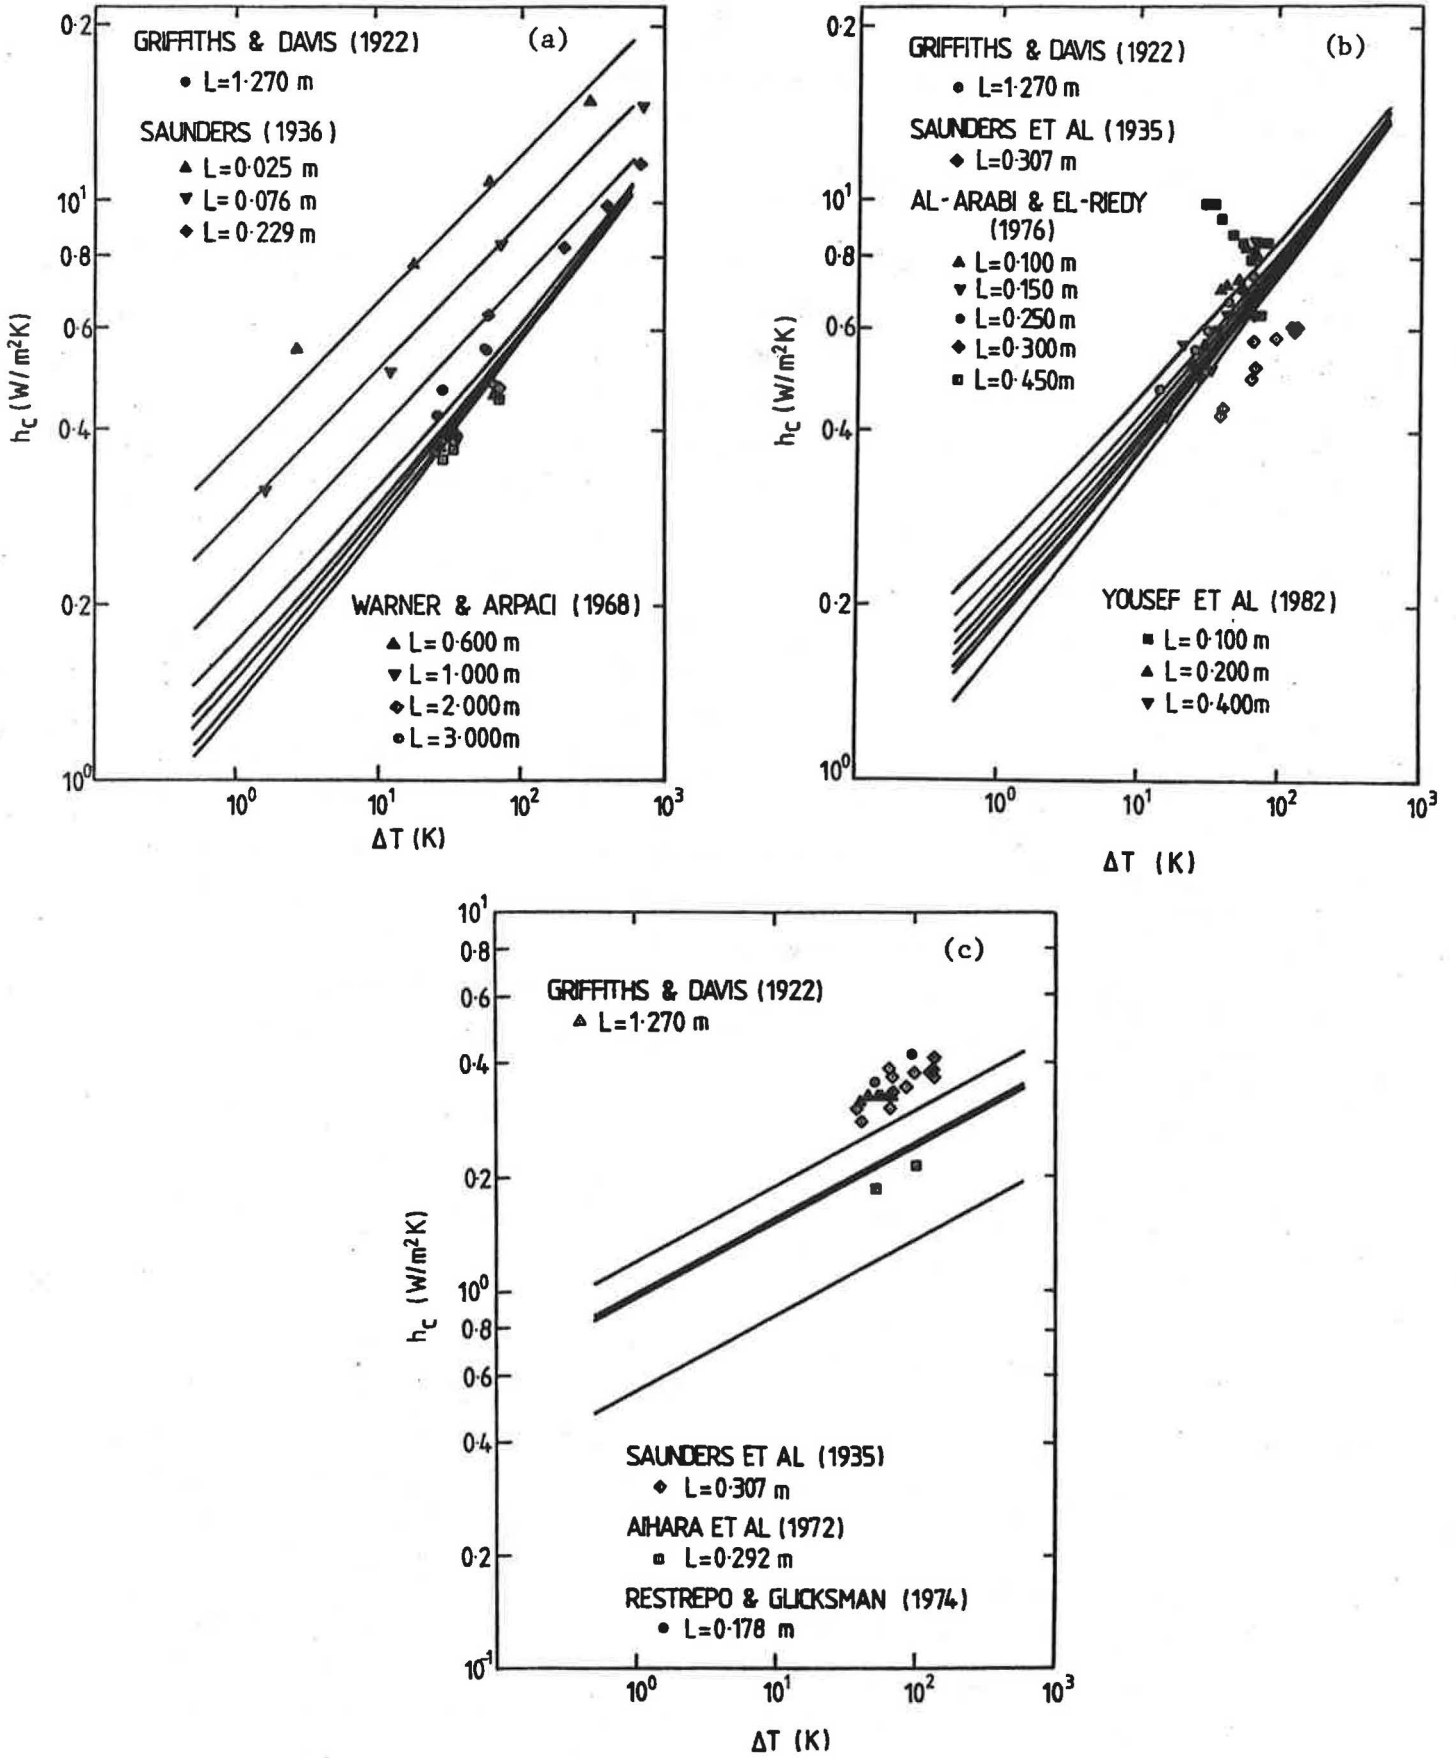 (a)
GRIFFITHS & DAVIS (1922)
L=1·270 m
SAUNDERS (1936)
L=0·025 m
L=0·076 m
L=0·229 m
WARNER & ARPACI (1968)
L=0·600 m
L=1·000 m
L=2·000m
L=3·000m
0·2
10¹
0·8
0·6
0·4
0·2
10⁰
h_c (W/m²K)
10⁰ 10¹ 10² 10³
ΔT (K)
(b)
GRIFFITHS & DAVIS (1922)
L=1·270 m
SAUNDERS ET AL (1935)
L=0·307 m
AL-ARABI & EL-RIEDY
(1976)
L=0·100 m
L=0·150 m
L=0·250m
L=0·300m
L=0·450m
YOUSEF ET AL (1982)
L=0·100 m
L=0·200m
L=0·400m
0·2
10¹
0·8
0·6
0·4
0·2
10⁰
h_c (W/m²K)
10⁰ 10¹ 10² 10³
ΔT (K)
(c)
GRIFFITHS & DAVIS (1922)
L=1·270 m
SAUNDERS ET AL (1935)
L=0·307 m
AIHARA ET AL (1972)
L=0·292 m
RESTREPO & GLICKSMAN (1974)
L=0·178 m
10¹
0·8
0·6
0·4
0·2
10⁰
0·8
0·6
0·4
0·2
10⁻¹
h_c (W/m²K)
10⁰ 10¹ 10² 10³
ΔT (K)